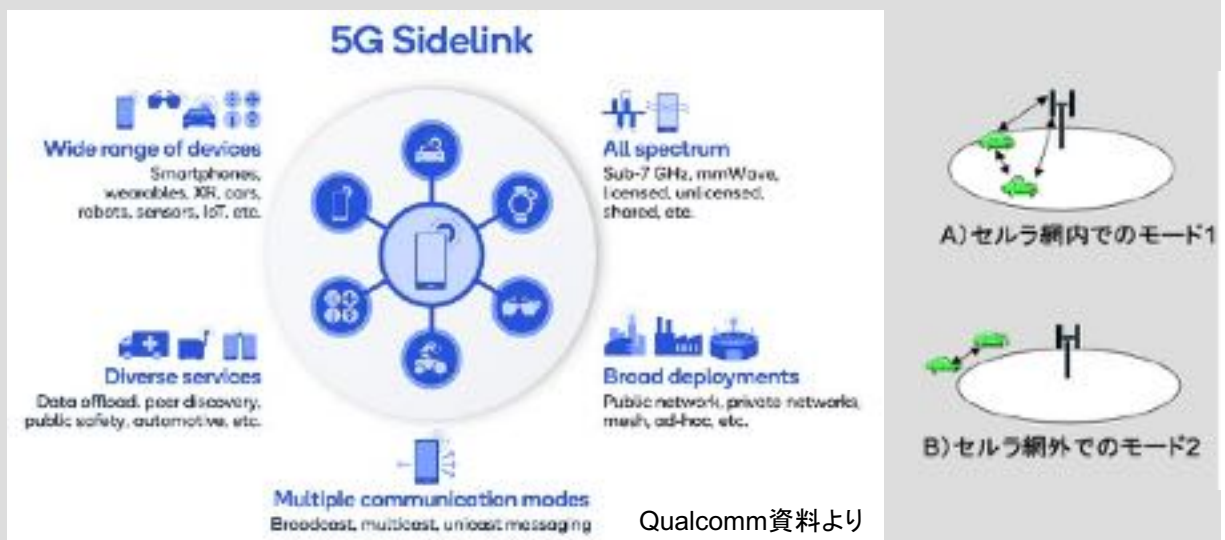 5G Sidelink
Wide range of devices
Smartphones,
wearables, XR, cars,
robots, sensors, IoT, etc.
All spectrum
Sub-7 GHz, mmWave,
licensed, unlicensed,
shared, etc.
Diverse services
Data offload, peer discovery,
public safety, automotive, etc.
Broad deployments
Public network, private networks,
mesh, ad-hoc, etc.
Multiple communication modes
Broadcast, multicast, unicast messaging
Qualcomm資料より
A)セルラ網内でのモード1
B)セルラ網外でのモード2